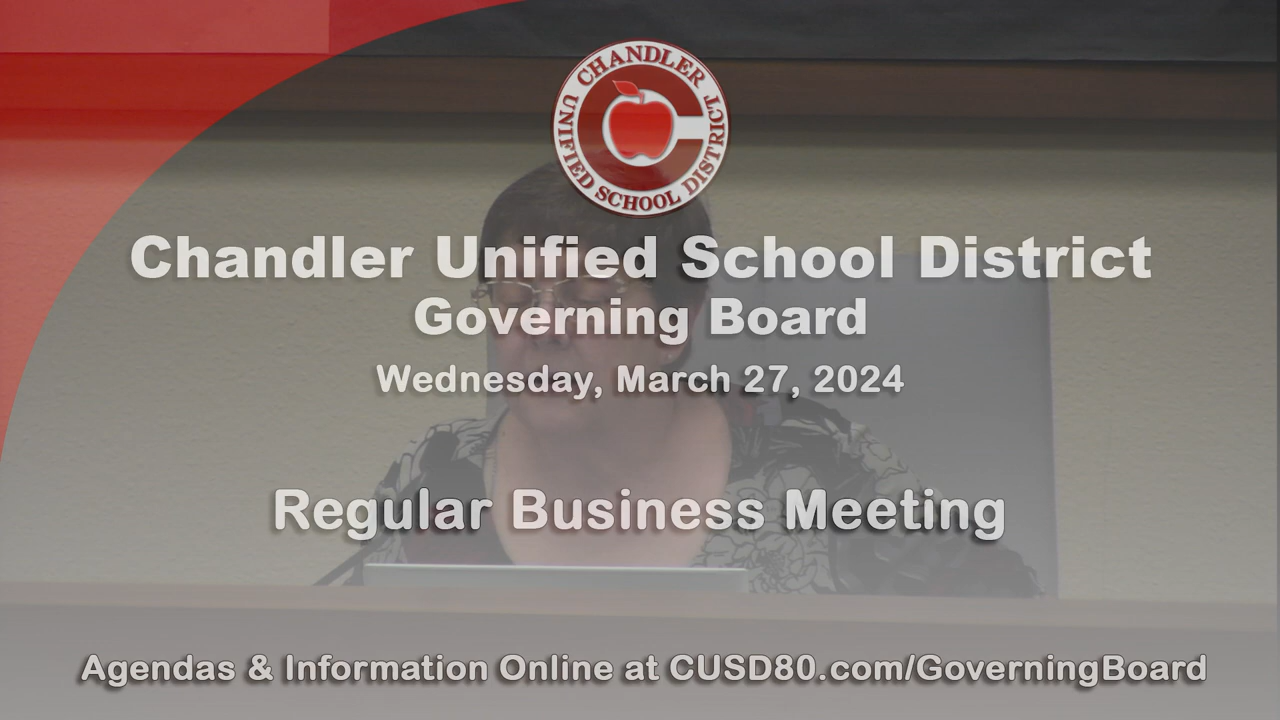 CHANDLER
UNIFIED SCHOOL DISTRICT
Chandler Unified School District
Governing Board
Wednesday, March 27, 2024
Regular Business Meeting
Agendas & Information Online at CUSD80.com/GoverningBoard